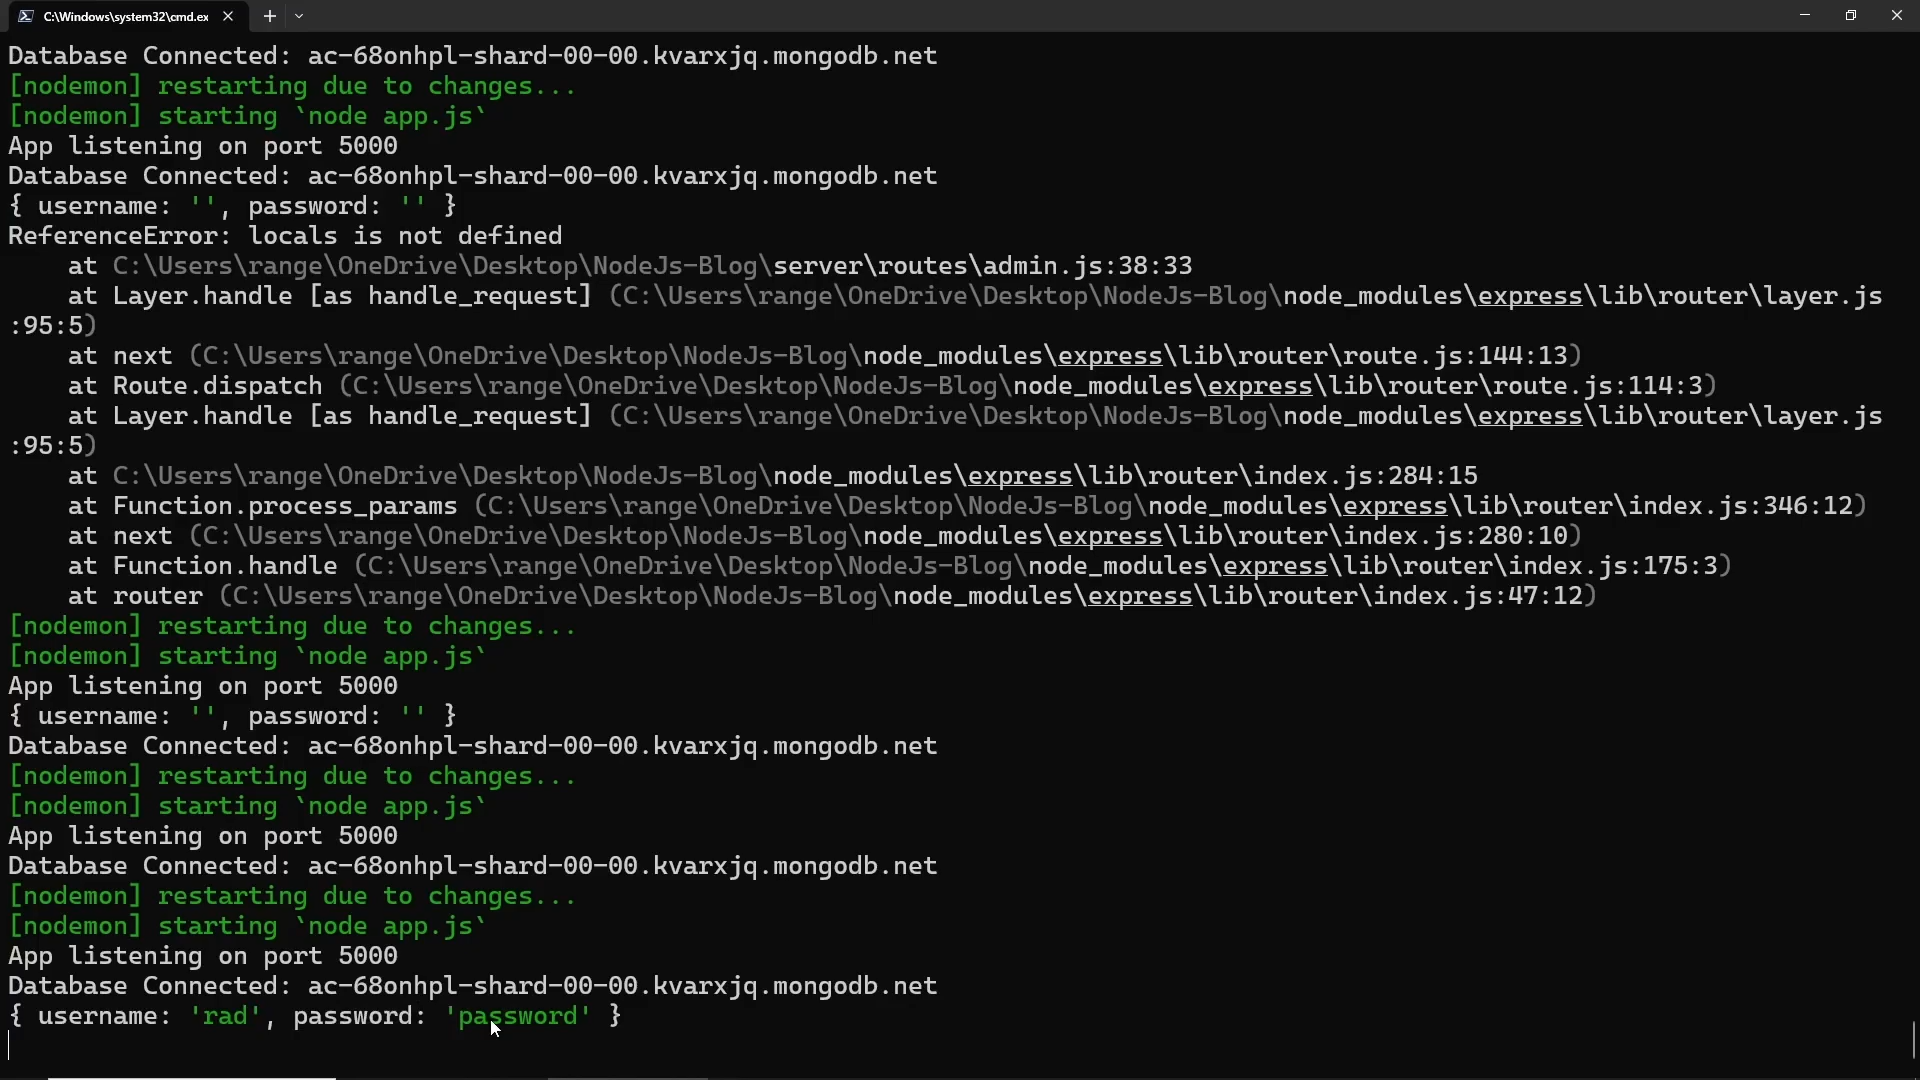 C:\Windows\system32\cmd.ex
Database Connected: ac-68onhpl-shard-00-00.kvarxjq.mongodb.net
[nodemon] restarting due to changes...
[nodemon] starting `node app.js`
App listening on port 5000
Database Connected: ac-68onhpl-shard-00-00.kvarxjq.mongodb.net
{ username: '', password: '' }
ReferenceError: locals is not defined
    at C:\Users\range\OneDrive\Desktop\NodeJs-Blog\server\routes\admin.js:38:33
    at Layer.handle [as handle_request] (C:\Users\range\OneDrive\Desktop\NodeJs-Blog\node_modules\express\lib\router\layer.js
:95:5)
    at next (C:\Users\range\OneDrive\Desktop\NodeJs-Blog\node_modules\express\lib\router\route.js:144:13)
    at Route.dispatch (C:\Users\range\OneDrive\Desktop\NodeJs-Blog\node_modules\express\lib\router\route.js:114:3)
    at Layer.handle [as handle_request] (C:\Users\range\OneDrive\Desktop\NodeJs-Blog\node_modules\express\lib\router\layer.js
:95:5)
    at C:\Users\range\OneDrive\Desktop\NodeJs-Blog\node_modules\express\lib\router\index.js:284:15
    at Function.process_params (C:\Users\range\OneDrive\Desktop\NodeJs-Blog\node_modules\express\lib\router\index.js:346:12)
    at next (C:\Users\range\OneDrive\Desktop\NodeJs-Blog\node_modules\express\lib\router\index.js:280:10)
    at Function.handle (C:\Users\range\OneDrive\Desktop\NodeJs-Blog\node_modules\express\lib\router\index.js:175:3)
    at router (C:\Users\range\OneDrive\Desktop\NodeJs-Blog\node_modules\express\lib\router\index.js:47:12)
[nodemon] restarting due to changes...
[nodemon] starting `node app.js`
App listening on port 5000
{ username: '', password: '' }
Database Connected: ac-68onhpl-shard-00-00.kvarxjq.mongodb.net
[nodemon] restarting due to changes...
[nodemon] starting `node app.js`
App listening on port 5000
Database Connected: ac-68onhpl-shard-00-00.kvarxjq.mongodb.net
[nodemon] restarting due to changes...
[nodemon] starting `node app.js`
App listening on port 5000
Database Connected: ac-68onhpl-shard-00-00.kvarxjq.mongodb.net
{ username: 'rad', password: 'password' }